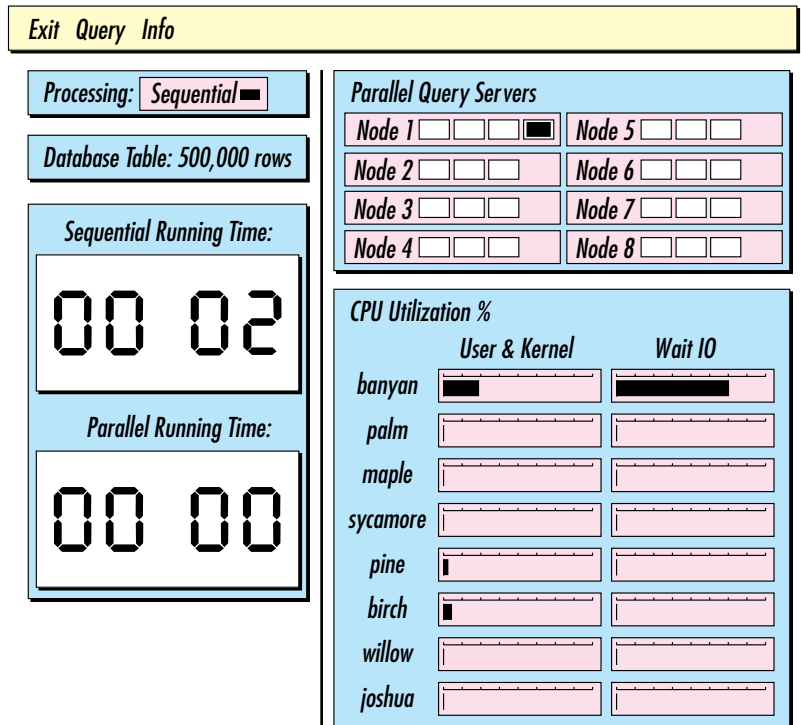 Exit Query Info
Processing: Sequential
Database Table: 500,000 rows
Sequential Running Time:
00 02
Parallel Running Time:
00 00
Parallel Query Servers
Node 1
Node 2
Node 3
Node 4
Node 5
Node 6
Node 7
Node 8
CPU Utilization %
User & Kernel Wait IO
banyan
palm
maple
sycamore
pine
birch
willow
joshua